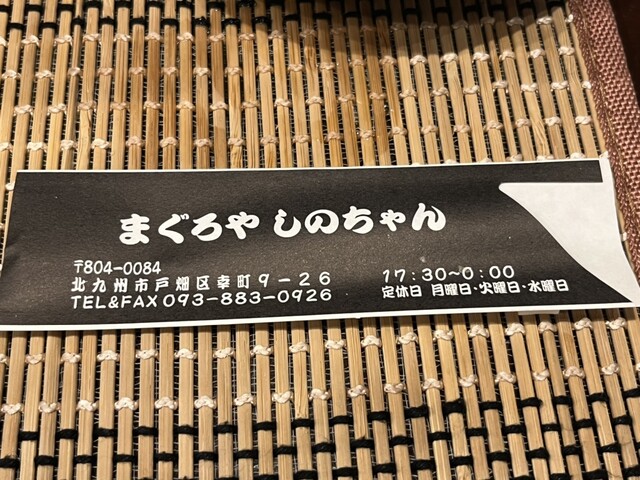 まぐろや しのちゃん
〒804-0084
北九州市戸畑区幸町9-26
TEL&FAX 093-883-0926
17:30~0:00
定休日 月曜日・火曜日・水曜日